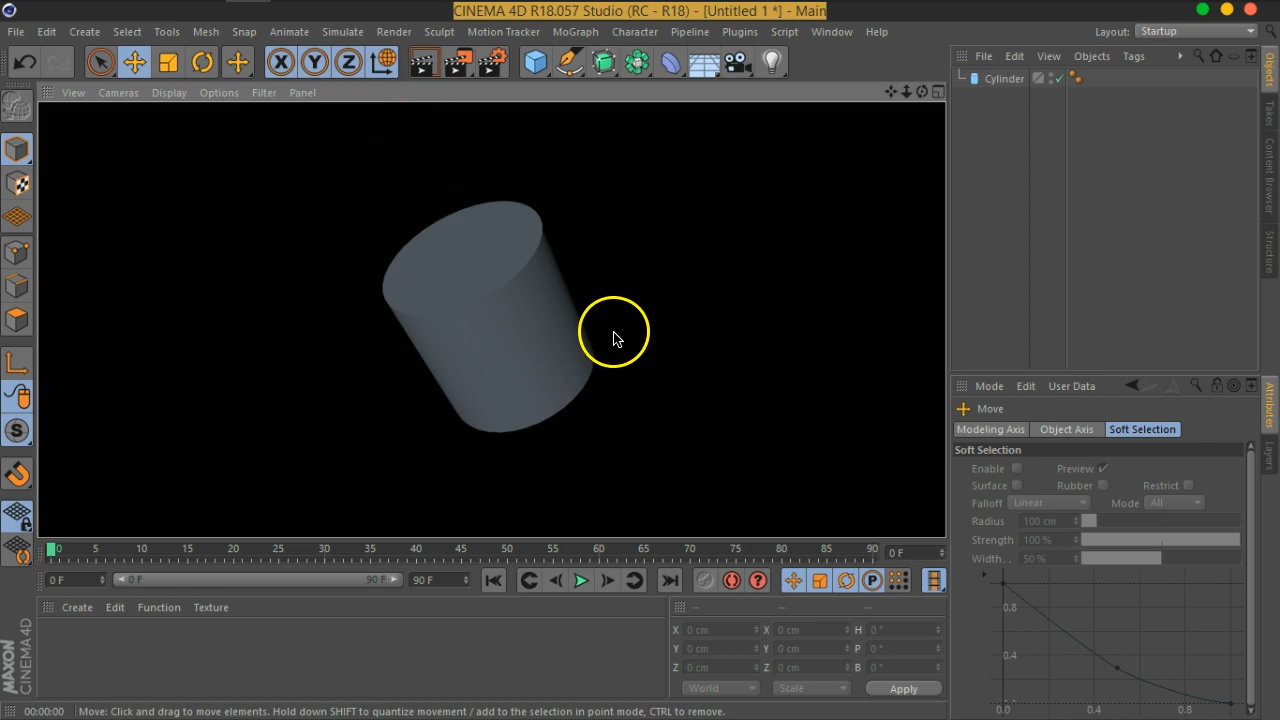 CINEMA 4D R18.057 Studio (RC - R18) - [Untitled 1 *] - Main
File Edit Create Select Tools Mesh Snap Animate Simulate Render Sculpt Motion Tracker MoGraph Character Pipeline Plugins Script Window Help Layout: Startup
X Y Z
File Edit View Objects Tags
View Cameras Display Options Filter Panel
Cylinder
Objects
Takes
Content Browser
Structure
Mode Edit User Data
Move
Modeling Axis Object Axis Soft Selection
Soft Selection
Enable Preview
Surface Rubber Restrict
Falloff Linear Mode All
Radius 100 cm
Strength 100 %
Width... 50 %
0.8
0.4
0.0 0.4 0.8
Attributes
Layers
S
0 5 10 15 20 25 30 35 40 45 50 55 60 65 70 75 80 85 90 0 F
0 F 0 F 90 F 90 F
P
Create Edit Function Texture
-- -- --
X 0 cm X 0 cm H 0 °
Y 0 cm Y 0 cm P 0 °
Z 0 cm Z 0 cm B 0 °
World Scale Apply
MAXON
CINEMA 4D
00:00:00 Move: Click and drag to move elements. Hold down SHIFT to quantize movement / add to the selection in point mode, CTRL to remove.